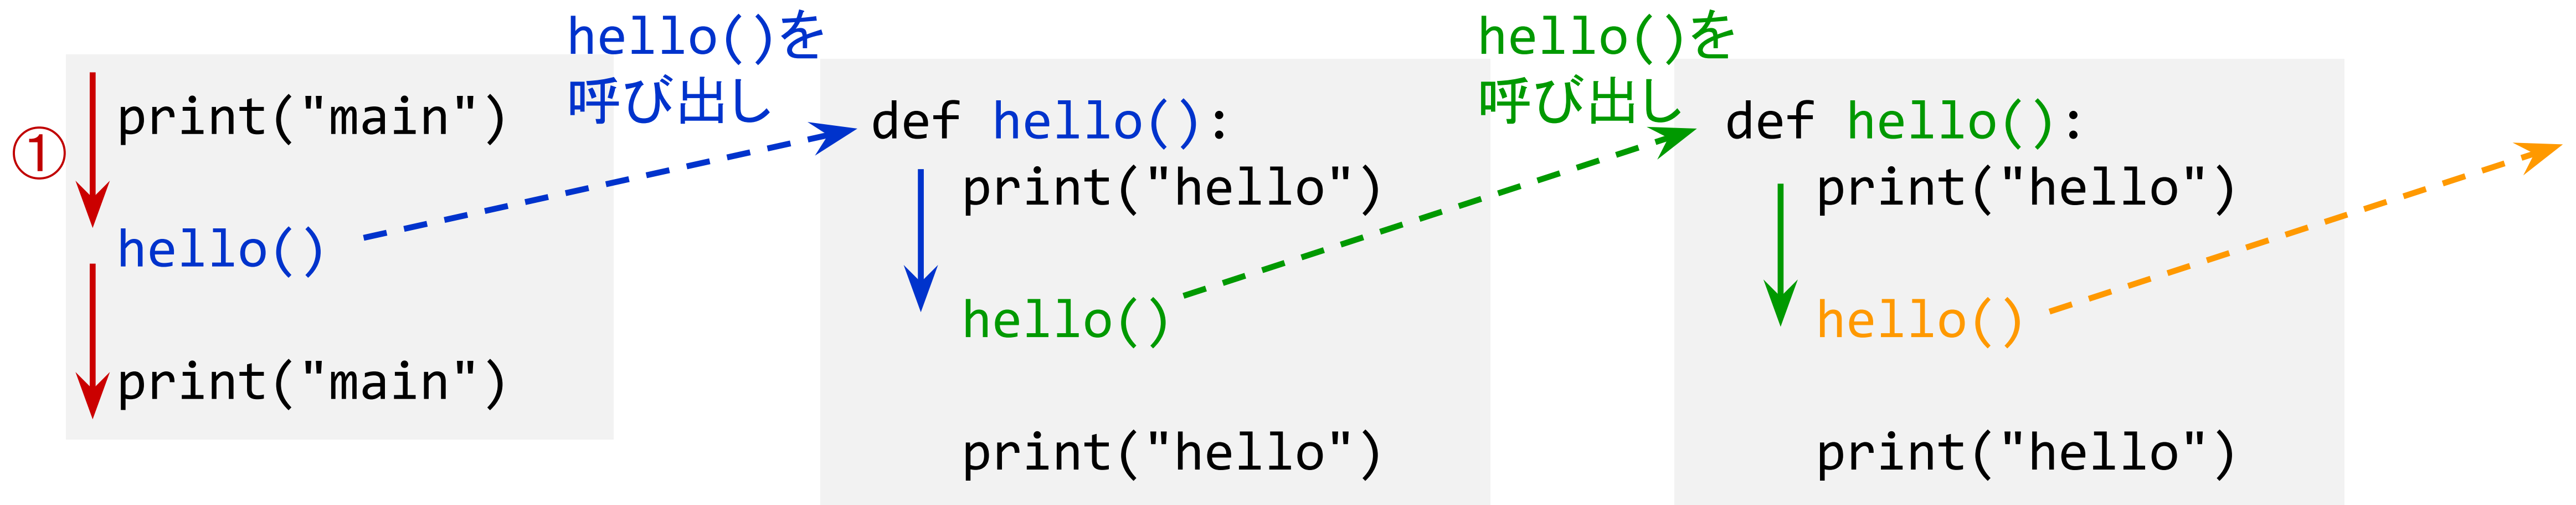 ①
print("main")
hello()
print("main")
hello()を
呼び出し
def hello():
print("hello")
hello()
print("hello")
hello()を
呼び出し
def hello():
print("hello")
hello()
print("hello")